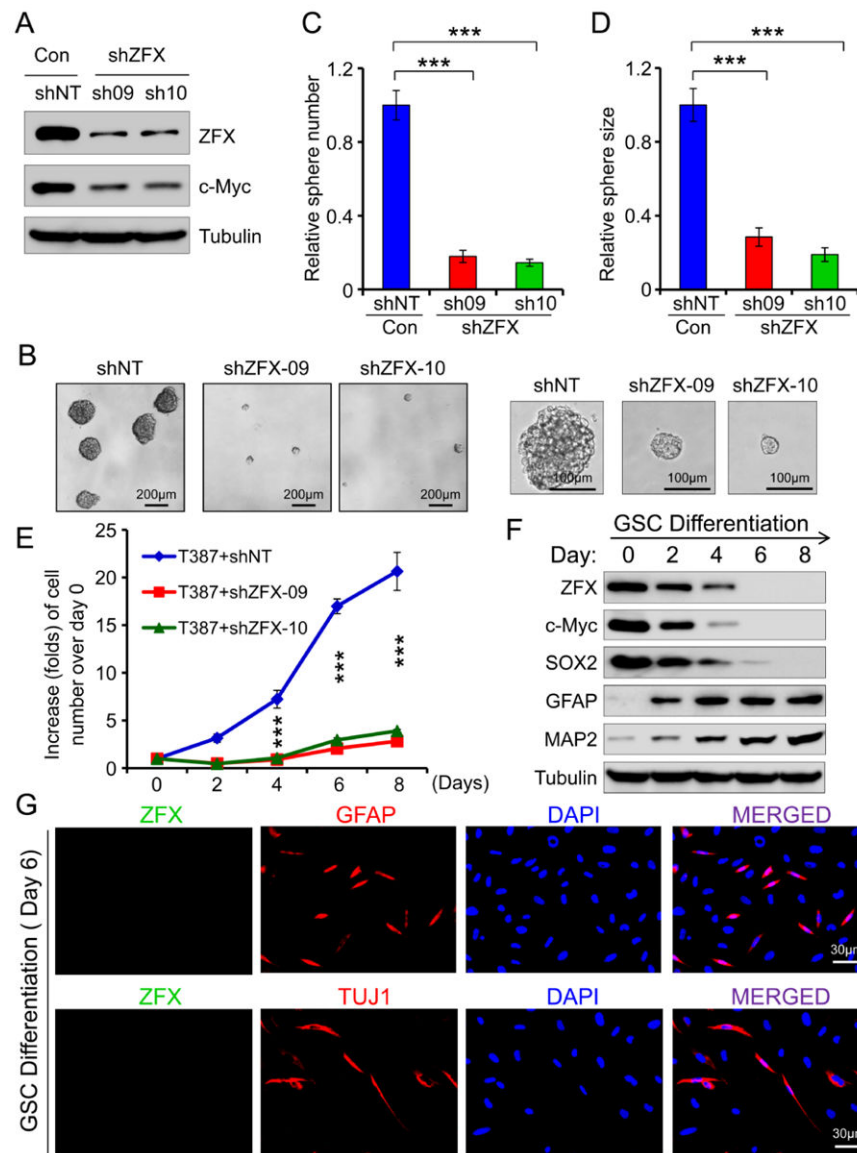 A
Con shZFX
shNT sh09 sh10
ZFX
c-Myc
Tubulin
C
Relative sphere number
1.2
0.8
0.4
0
***
***
shNT sh09 sh10
Con shZFX
D
Relative sphere size
1.2
0.8
0.4
0
***
***
shNT sh09 sh10
Con shZFX
B
shNT shZFX-09 shZFX-10
200μm 200μm 200μm
shNT shZFX-09 shZFX-10
100μm 100μm 100μm
E
Increase (folds) of cell
number over day 0
25
20
15
10
5
0
T387+shNT
T387+shZFX-09
T387+shZFX-10
***
***
***
0 2 4 6 8 (Days)
F
GSC Differentiation
Day: 0 2 4 6 8
ZFX
c-Myc
SOX2
GFAP
MAP2
Tubulin
G
GSC Differentiation ( Day 6)
ZFX GFAP DAPI MERGED
30μm
ZFX TUJ1 DAPI MERGED
30μm